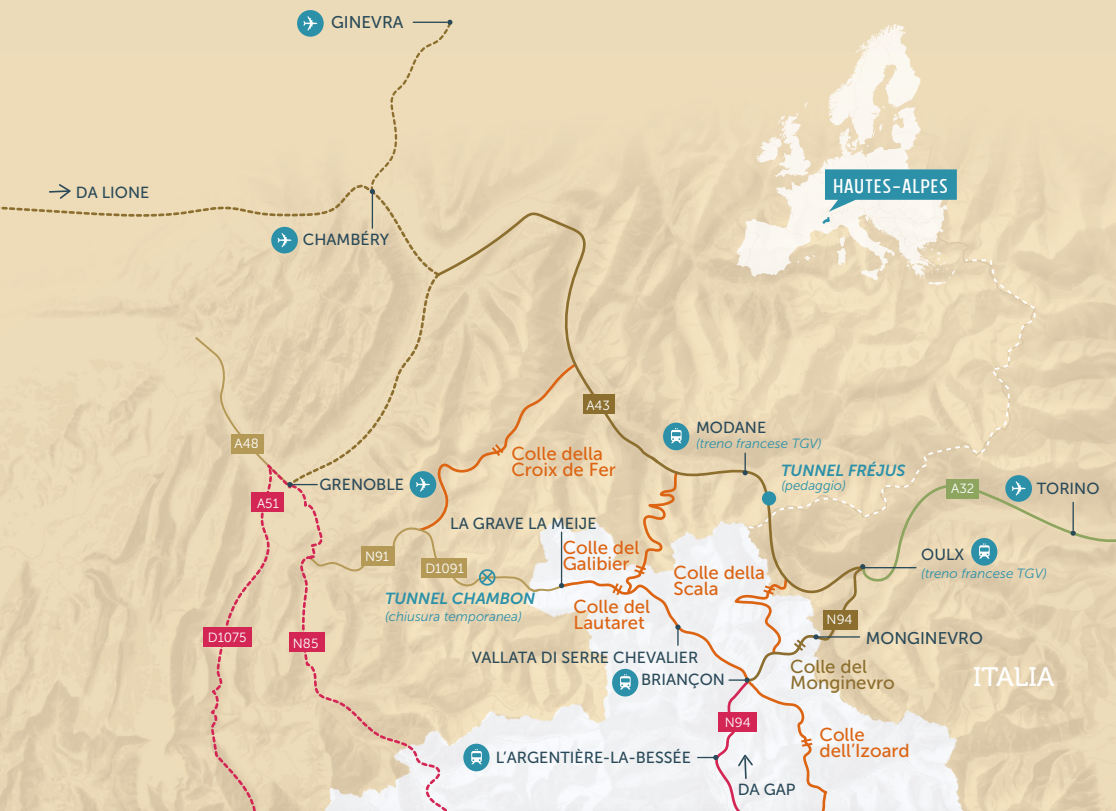 GINEVRA
DA LIONE
HAUTES-ALPES
CHAMBÉRY
A43
MODANE
(treno francese TGV)
A48
Colle della
Croix de Fer
TUNNEL FRÉJUS
(pedaggio)
GRENOBLE
A32
TORINO
A51
LA GRAVE LA MEIJE
N91
Colle del
Galibier
OULX
(treno francese TGV)
D1091
Colle della
Scala
TUNNEL CHAMBON
(chiusura temporanea)
Colle del
Lautaret
N94
D1075
N85
MONGINEVRO
VALLATA DI SERRE CHEVALIER
Colle del
Monginevro
ITALIA
BRIANÇON
N94
Colle
dell'Izoard
L'ARGENTIÈRE-LA-BESSÉE
DA GAP